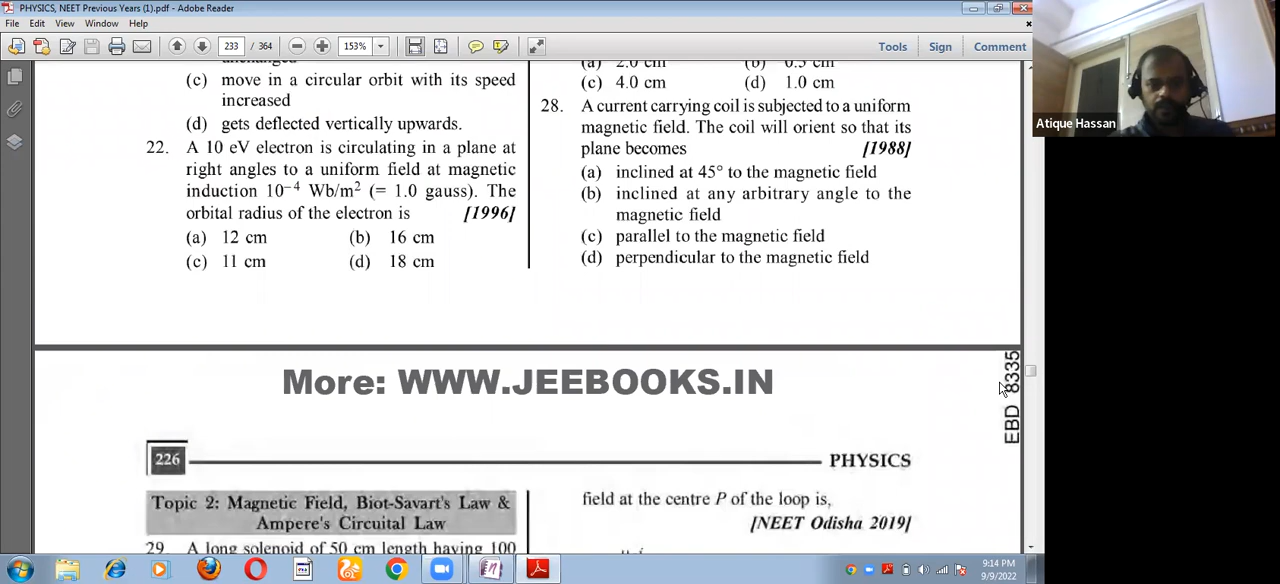 PHYSICS, NEET Previous Years (1).pdf - Adobe Reader
File Edit View Window Help
233 / 364 153% Tools Sign Comment
unchanged
(c) move in a circular orbit with its speed
increased
(d) gets deflected vertically upwards.
22. A 10 eV electron is circulating in a plane at
right angles to a uniform field at magnetic
induction 10⁻⁴ Wb/m² (= 1.0 gauss). The
orbital radius of the electron is [1996]
(a) 12 cm (b) 16 cm
(c) 11 cm (d) 18 cm
(a) 2.0 cm (b) 0.5 cm
(c) 4.0 cm (d) 1.0 cm
28. A current carrying coil is subjected to a uniform
magnetic field. The coil will orient so that its
plane becomes [1988]
(a) inclined at 45° to the magnetic field
(b) inclined at any arbitrary angle to the
magnetic field
(c) parallel to the magnetic field
(d) perpendicular to the magnetic field
Atique Hassan
More: WWW.JEEBOOKS.IN
EBD 8335
226 PHYSICS
Topic 2: Magnetic Field, Biot-Savart's Law &
Ampere's Circuital Law
29. A long solenoid of 50 cm length having 100
field at the centre P of the loop is,
[NEET Odisha 2019]
9:14 PM
9/9/2022